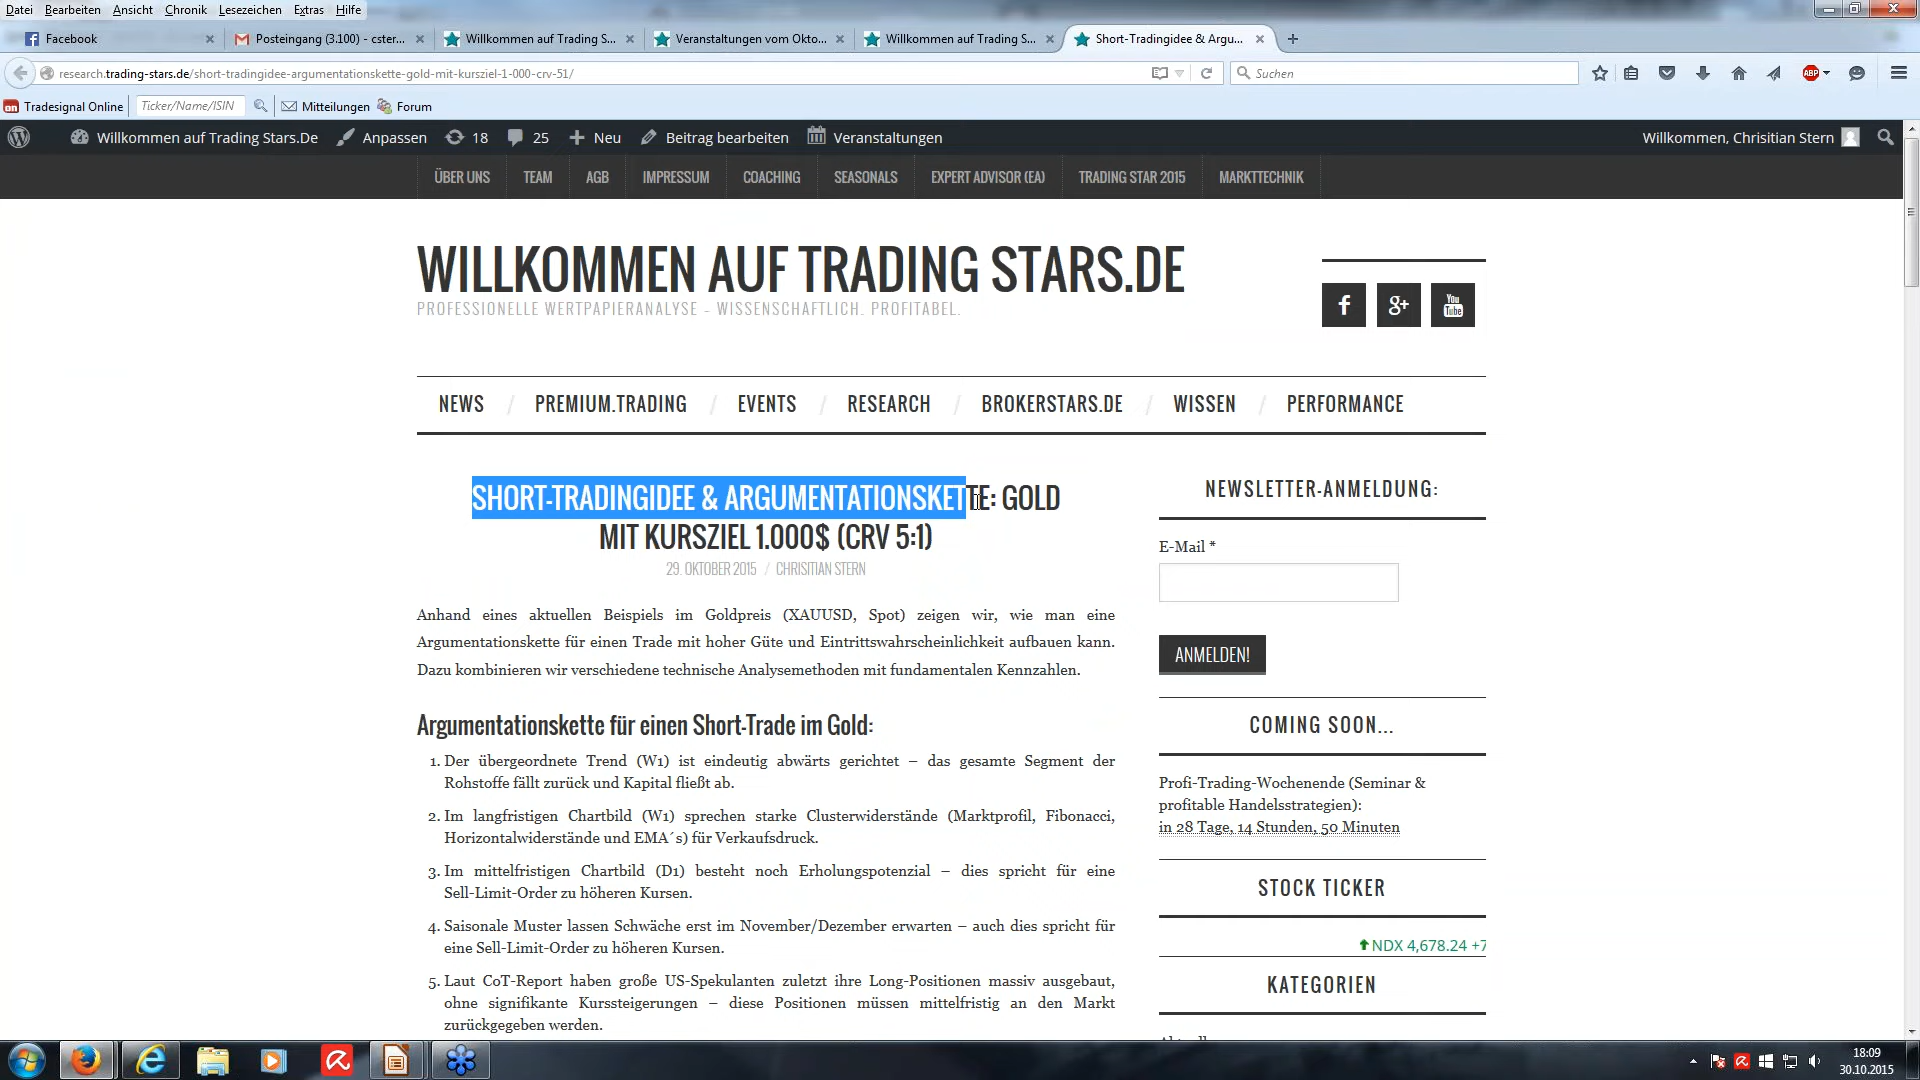 Datei Bearbeiten Ansicht Chronik Lesezeichen Extras Hilfe
Facebook
Posteingang (3.100) - cster...
Willkommen auf Trading S...
Veranstaltungen vom Okto...
Willkommen auf Trading S...
Short-Tradingidee & Argu...
research.trading-stars.de/short-tradingidee-argumentationskette-gold-mit-kursziel-1-000-crv-51/
Suchen
ABP
on Tradesignal Online
Ticker/Name/ISIN
Mitteilungen
Forum
Willkommen auf Trading Stars.De
Anpassen
18
25
Neu
Beitrag bearbeiten
Veranstaltungen
Willkommen, Chrisitian Stern
ÜBER UNS
TEAM
AGB
IMPRESSUM
COACHING
SEASONALS
EXPERT ADVISOR (EA)
TRADING STAR 2015
MARKTTECHNIK
WILLKOMMEN AUF TRADING STARS.DE
PROFESSIONELLE WERTPAPIERANALYSE – WISSENSCHAFTLICH. PROFITABEL.
You Tube
NEWS / PREMIUM.TRADING / EVENTS / RESEARCH / BROKERSTARS.DE / WISSEN / PERFORMANCE
SHORT-TRADINGIDEE & ARGUMENTATIONSKETTE: GOLD
MIT KURSZIEL 1.000$ (CRV 5:1)
29. OKTOBER 2015 / CHRISITIAN STERN
Anhand eines aktuellen Beispiels im Goldpreis (XAUUSD, Spot) zeigen wir, wie man eine
Argumentationskette für einen Trade mit hoher Güte und Eintrittswahrscheinlichkeit aufbauen kann.
Dazu kombinieren wir verschiedene technische Analysemethoden mit fundamentalen Kennzahlen.
Argumentationskette für einen Short-Trade im Gold:
1. Der übergeordnete Trend (W1) ist eindeutig abwärts gerichtet – das gesamte Segment der
Rohstoffe fällt zurück und Kapital fließt ab.
2. Im langfristigen Chartbild (W1) sprechen starke Clusterwiderstände (Marktprofil, Fibonacci,
Horizontalwiderstände und EMA´s) für Verkaufsdruck.
3. Im mittelfristigen Chartbild (D1) besteht noch Erholungspotenzial – dies spricht für eine
Sell-Limit-Order zu höheren Kursen.
4. Saisonale Muster lassen Schwäche erst im November/Dezember erwarten – auch dies spricht für
eine Sell-Limit-Order zu höheren Kursen.
5. Laut CoT-Report haben große US-Spekulanten zuletzt ihre Long-Positionen massiv ausgebaut,
ohne signifikante Kurssteigerungen – diese Positionen müssen mittelfristig an den Markt
zurückgegeben werden.
NEWSLETTER-ANMELDUNG:
E-Mail *
ANMELDEN!
COMING SOON...
Profi-Trading-Wochenende (Seminar &
profitable Handelsstrategien):
in 28 Tage, 14 Stunden, 50 Minuten
STOCK TICKER
NDX 4,678.24 +7
KATEGORIEN
18:09
30.10.2015